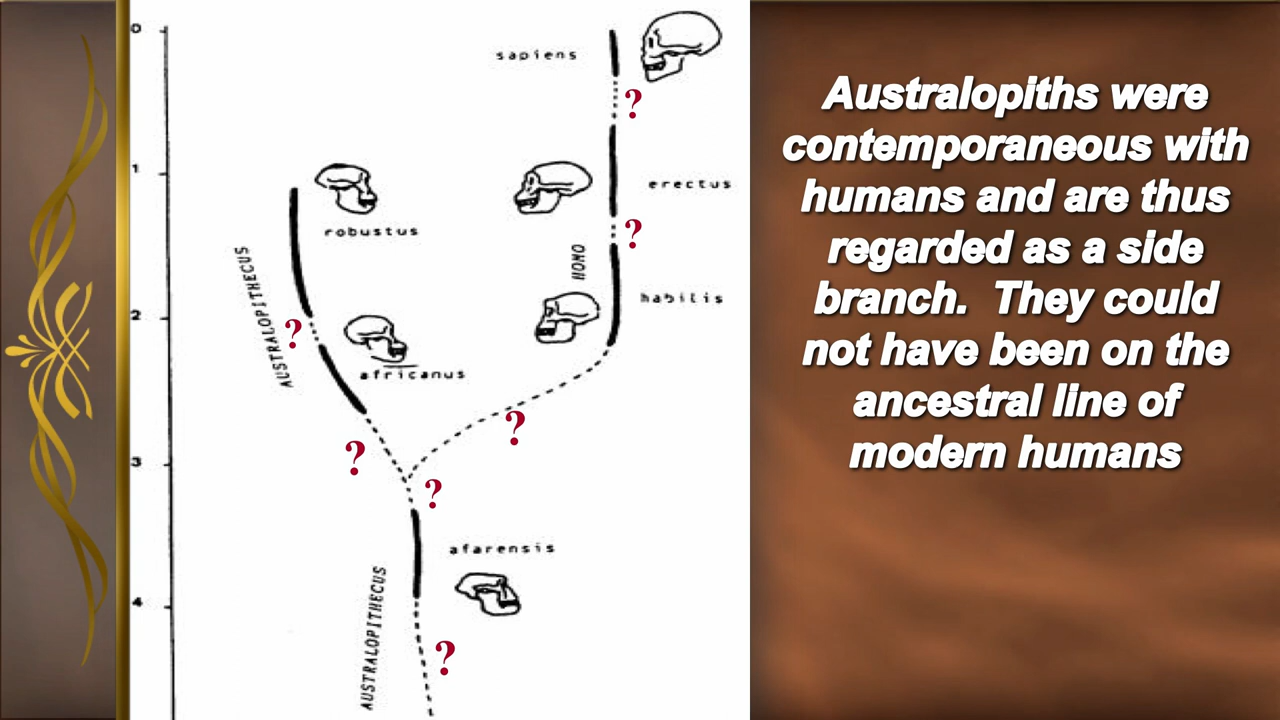 0
sapiens
?
1
erectus
robustus
?
HOMO
AUSTRALOPITHECUS
habilis
2
?
africanus
?
?
3
?
afarensis
4
AUSTRALOPITHECUS
?
Australopiths were
contemporaneous with
humans and are thus
regarded as a side
branch. They could
not have been on the
ancestral line of
modern humans